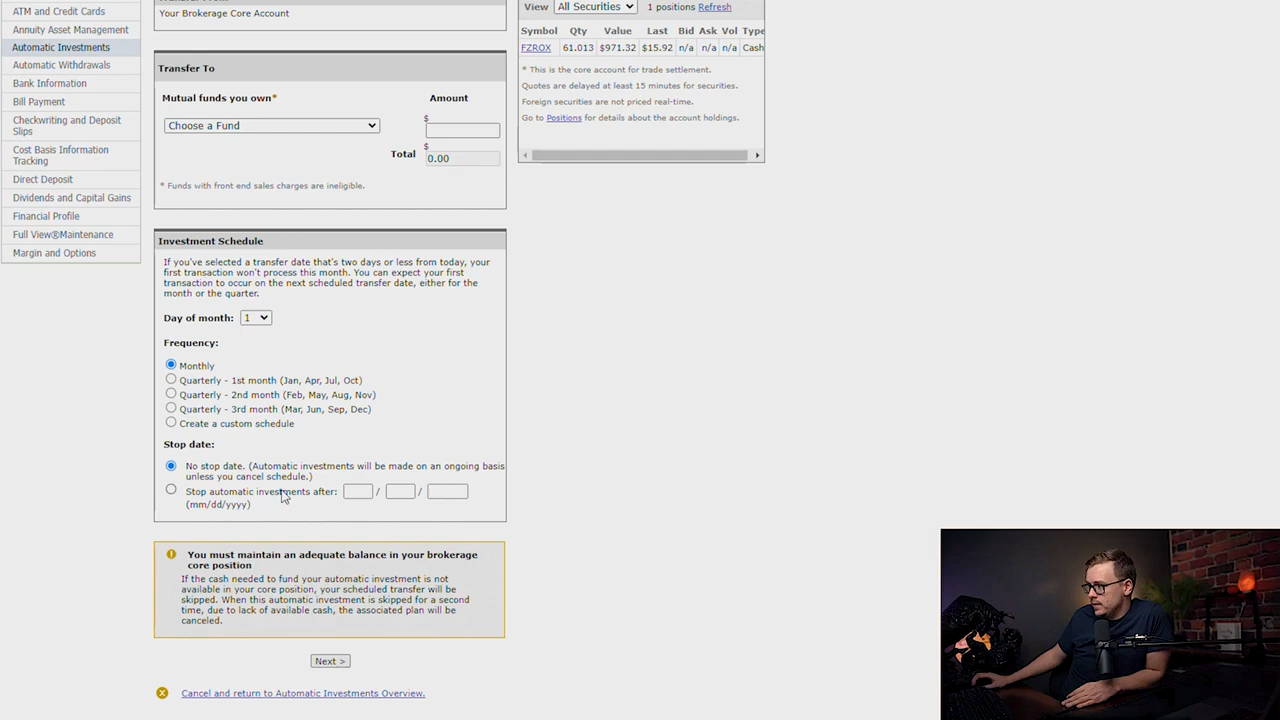 ATM and Credit Cards
Annuity Asset Management
Automatic Investments
Automatic Withdrawals
Bank Information
Bill Payment
Checkwriting and Deposit
Slips
Cost Basis Information
Tracking
Direct Deposit
Dividends and Capital Gains
Financial Profile
Full View®Maintenance
Margin and Options
Your Brokerage Core Account
Transfer To
Mutual funds you own* Amount
$
Choose a Fund
$
Total 0.00
* Funds with front end sales charges are ineligible.
Investment Schedule
If you've selected a transfer date that's two days or less from today, your
first transaction won't process this month. You can expect your first
transaction to occur on the next scheduled transfer date, either for the
month or the quarter.
Day of month: 1
Frequency:
Monthly
Quarterly - 1st month (Jan, Apr, Jul, Oct)
Quarterly - 2nd month (Feb, May, Aug, Nov)
Quarterly - 3rd month (Mar, Jun, Sep, Dec)
Create a custom schedule
Stop date:
No stop date. (Automatic investments will be made on an ongoing basis
unless you cancel schedule.)
Stop automatic investments after: / /
(mm/dd/yyyy)
You must maintain an adequate balance in your brokerage
core position
If the cash needed to fund your automatic investment is not
available in your core position, your scheduled transfer will be
skipped. When this automatic investment is skipped for a second
time, due to lack of available cash, the associated plan will be
canceled.
Next >
Cancel and return to Automatic Investments Overview.
View All Securities 1 positions Refresh
Symbol Qty Value Last Bid Ask Vol Type
FZROX 61.013 $971.32 $15.92 n/a n/a n/a Cash
* This is the core account for trade settlement.
Quotes are delayed at least 15 minutes for securities.
Foreign securities are not priced real-time.
Go to Positions for details about the account holdings.